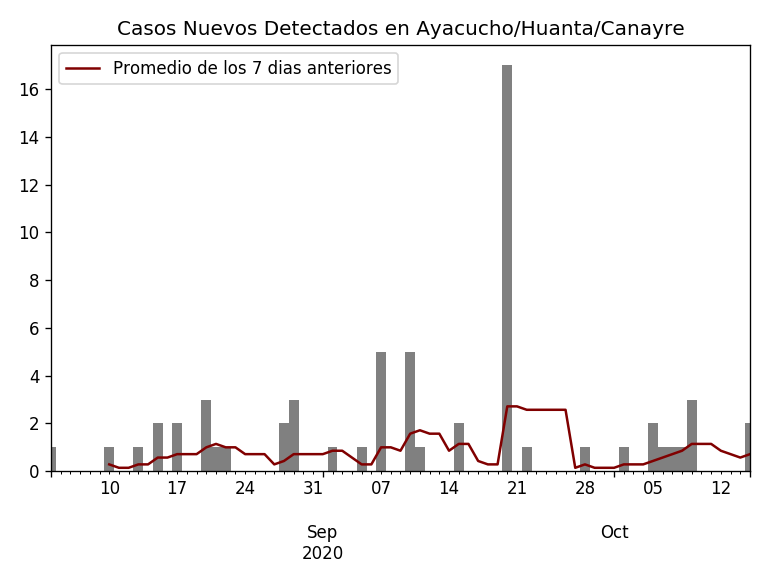 Casos Nuevos Detectados en Ayacucho/Huanta/Canayre
Promedio de los 7 dias anteriores
16
14
12
10
8
6
4
2
0
10 17 24 31 07 14 21 28 05 12
Sep Oct
2020